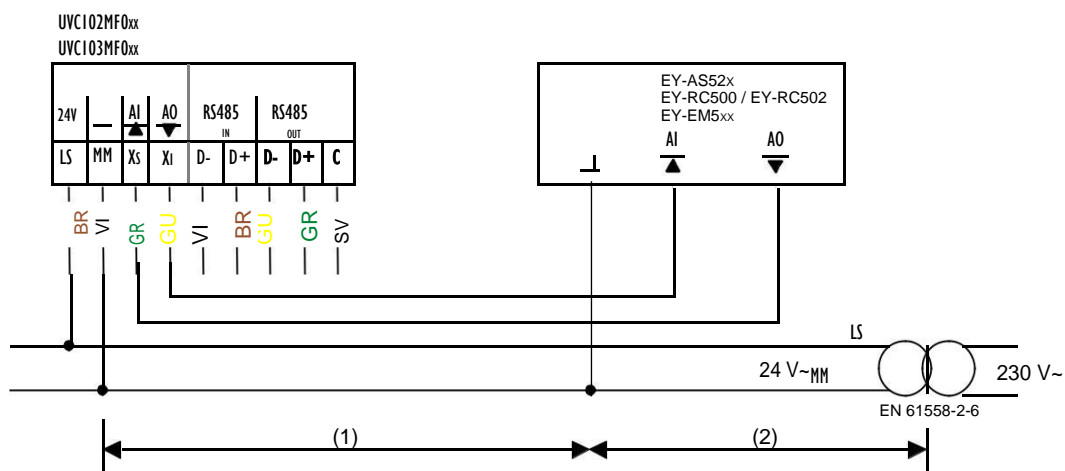 UVC102MF0xx
UVC103MF0xx
24V AI AO RS485 RS485
IN OUT
LS MM XS XI D- D+ D- D+ C
BR VI GR GU VI BR GU GR SV
EY-AS52x
EY-RC500 / EY-RC502
EY-EM5xx
AI AO
LS
24 V~MM 230 V~
EN 61558-2-6
(1) (2)